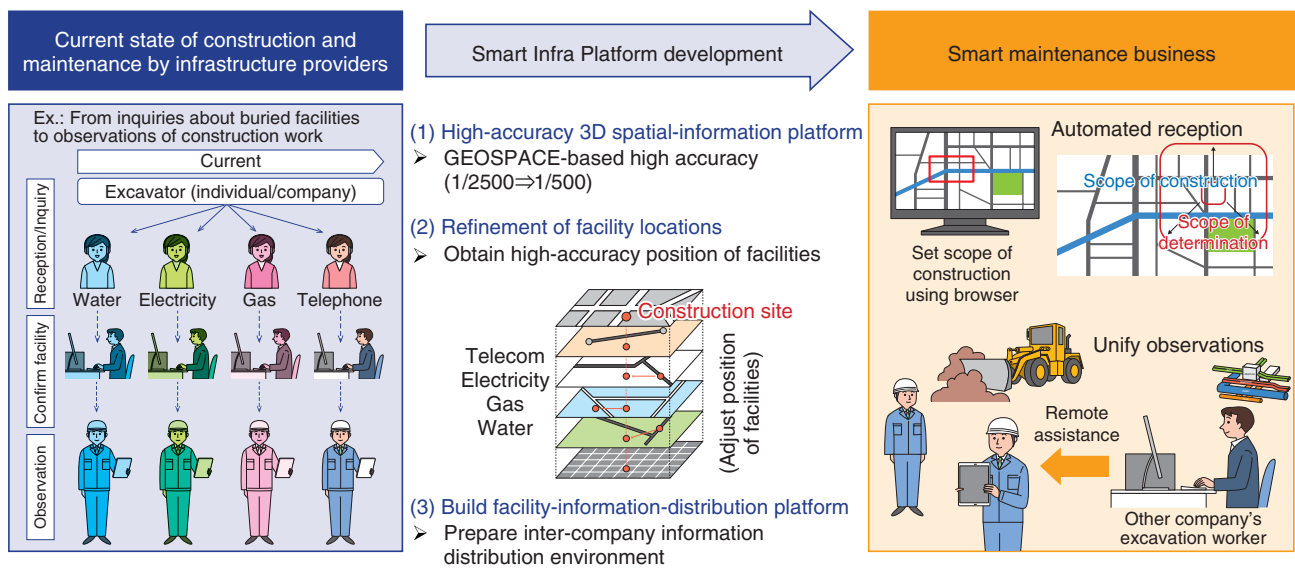 Current state of construction and
maintenance by infrastructure providers
Smart Infra Platform development
Smart maintenance business
Ex.: From inquiries about buried facilities
to observations of construction work
Current
Excavator (individual/company)
Reception/Inquiry
Water
Electricity
Gas
Telephone
Confirm facility
Observation
(1) High-accuracy 3D spatial-information platform
➢ GEOSPACE-based high accuracy
(1/2500⇒1/500)
(2) Refinement of facility locations
➢ Obtain high-accuracy position of facilities
Construction site
Telecom
Electricity
Gas
Water
(Adjust position
of facilities)
(3) Build facility-information-distribution platform
➢ Prepare inter-company information
distribution environment
Automated reception
Scope of construction
Scope of
determination
Set scope of
construction
using browser
Unify observations
Remote
assistance
Other company's
excavation worker